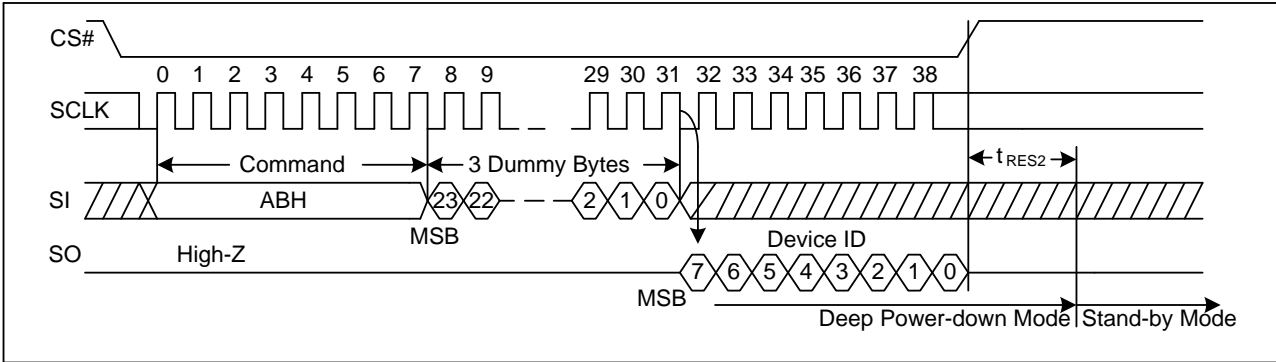 CS#
0 1 2 3 4 5 6 7 8 9 29 30 31 32 33 34 35 36 37 38
SCLK
Command 3 Dummy Bytes tRES2
SI ABH 23 22 2 1 0
MSB
SO High-Z Device ID
7 6 5 4 3 2 1 0
MSB
Deep Power-down Mode Stand-by Mode